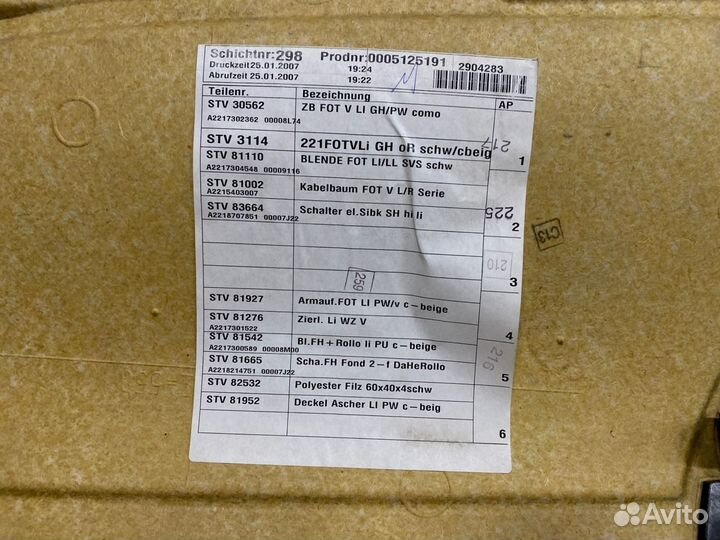 Schichtnr:298 Prodnr:0005125191 2904283
Druckzeit 25.01.2007 19:24
Abrufzeit 25.01.2007 19:22
Teilenr. Bezeichnung AP
STV 30562 ZB FOT V LI GH/PW como
A2217302362 00008L74
217
STV 3114 221FOTVLi GH oR schw/cbeig 1
STV 81110 BLENDE FOT LI/LL SVS schw
A2217304548 00009116
STV 81002 Kabelbaum FOT V L/R Serie
A2215403007
STV 83664 Schalter el.Sibk SH hi li 225
A2218707851 00007J22 2
C13
210
259 3
STV 81927 Armauf.FOT LI PW/v c-beige
STV 81276 Zierl. Li WZ V 4
A2217301522
STV 81542 Bl.FH+Rollo li PU c-beige
A2217300589 00008M00 216
STV 81665 Scha.FH Fond 2-f DaHeRollo
A2218214751 00007J22 5
STV 82532 Polyester Filz 60x40x4schw
STV 81952 Deckel Ascher LI PW c-beig
6
Avito